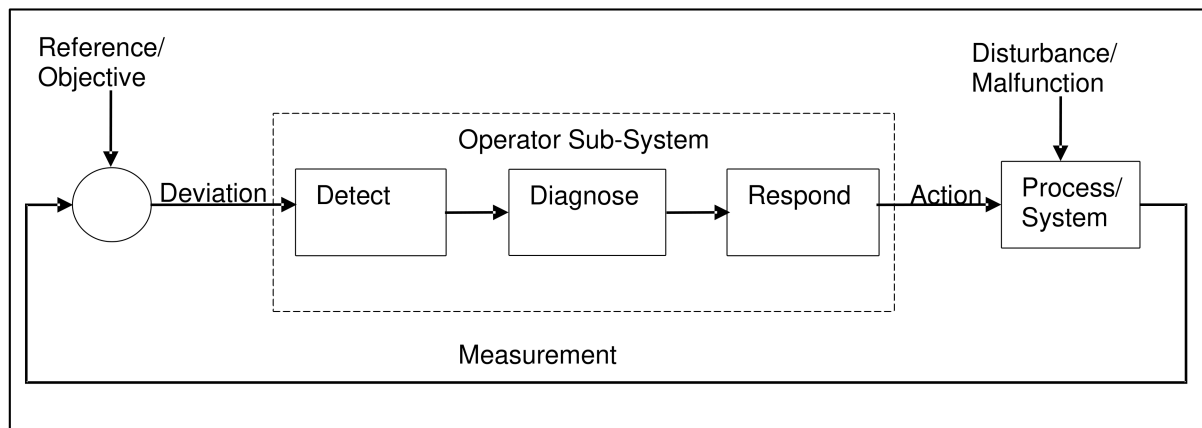 Reference/
Objective
Disturbance/
Malfunction
Operator Sub-System
Deviation
Detect
Diagnose
Respond
Action
Process/
System
Measurement